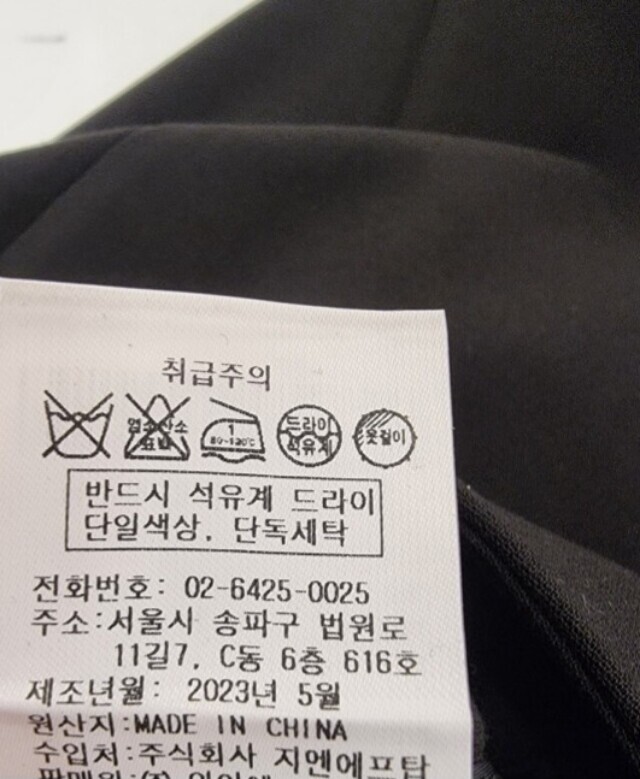 취급주의
염소산소
표백
1
80~120℃
드라이
석유계
옷걸이
반드시 석유계 드라이
단일색상, 단독세탁
전화번호: 02-6425-0025
주소:서울시 송파구 법원로
11길7, C동 6층 616호
제조년월: 2023년 5월
원산지:MADE IN CHINA
수입처:주식회사 지엔에프탑